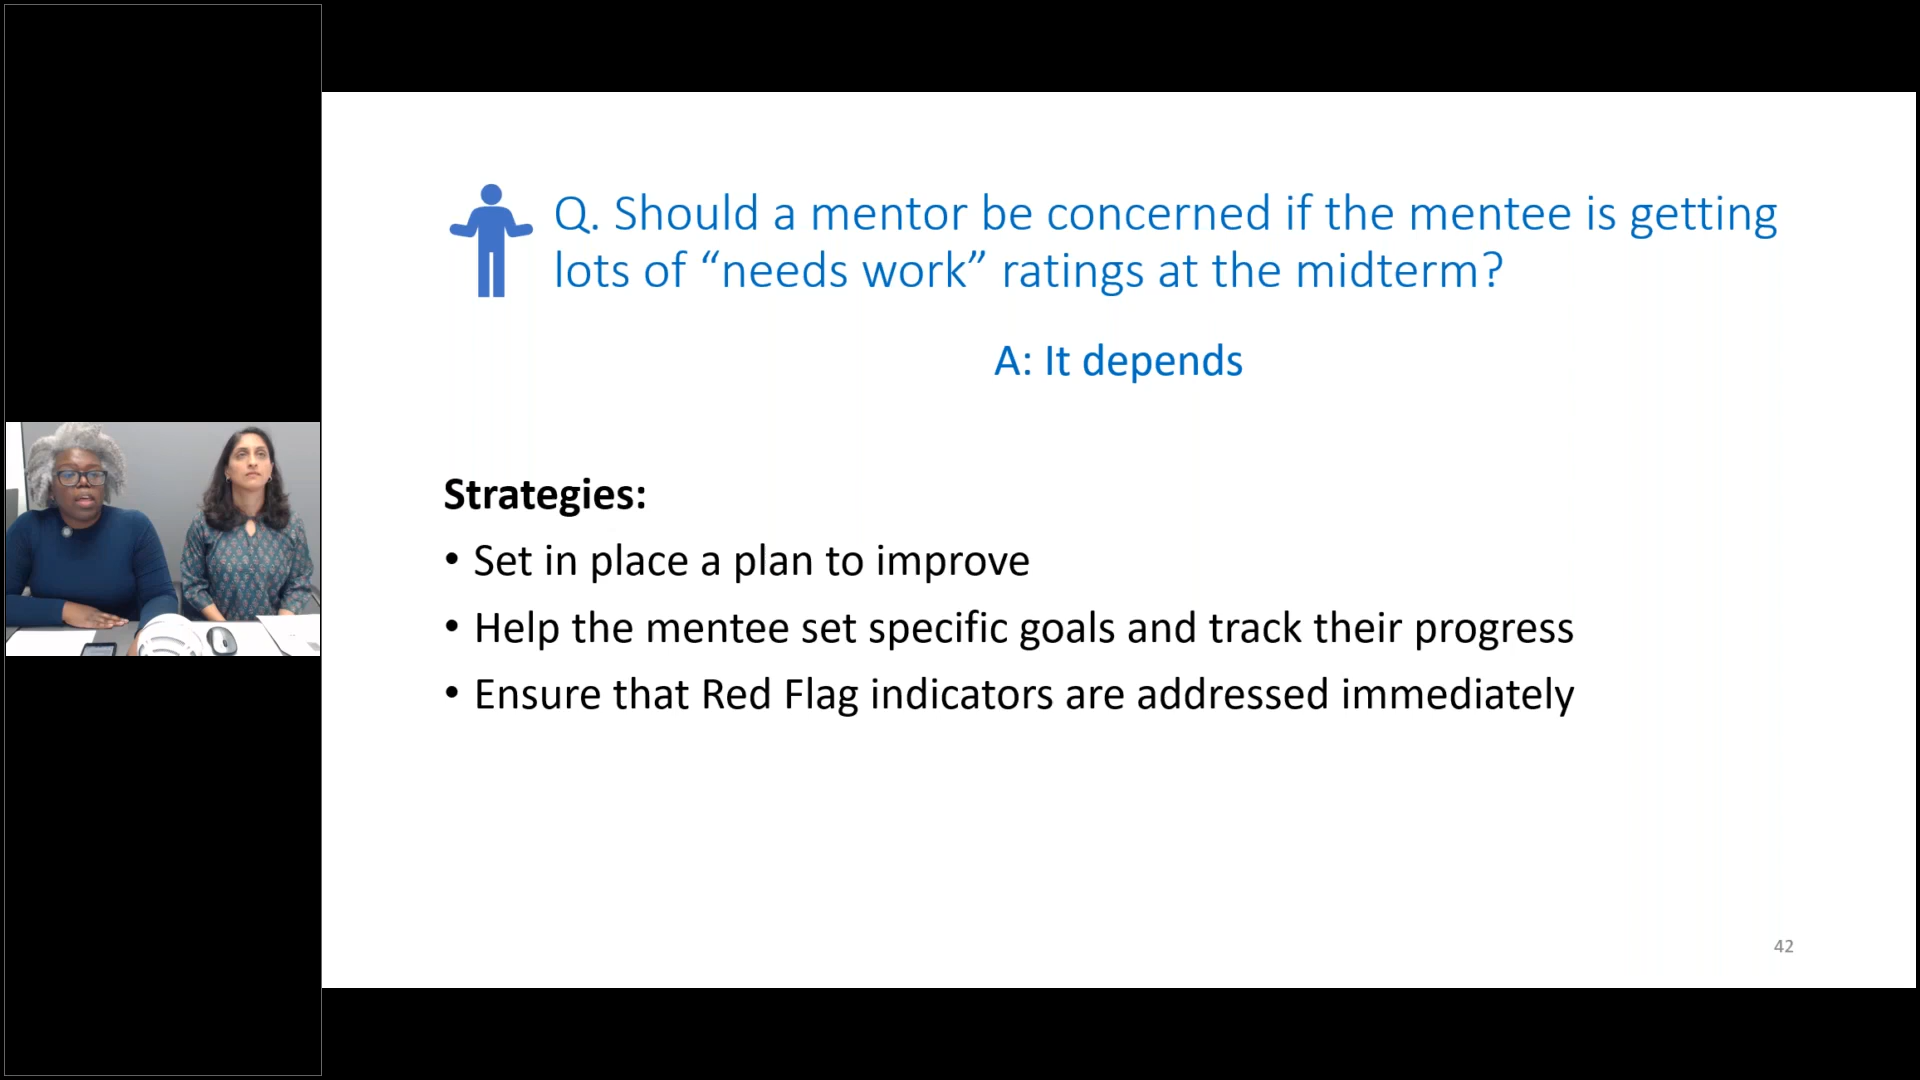 Q. Should a mentor be concerned if the mentee is getting
lots of “needs work” ratings at the midterm?
A: It depends
Strategies:
• Set in place a plan to improve
• Help the mentee set specific goals and track their progress
• Ensure that Red Flag indicators are addressed immediately
42